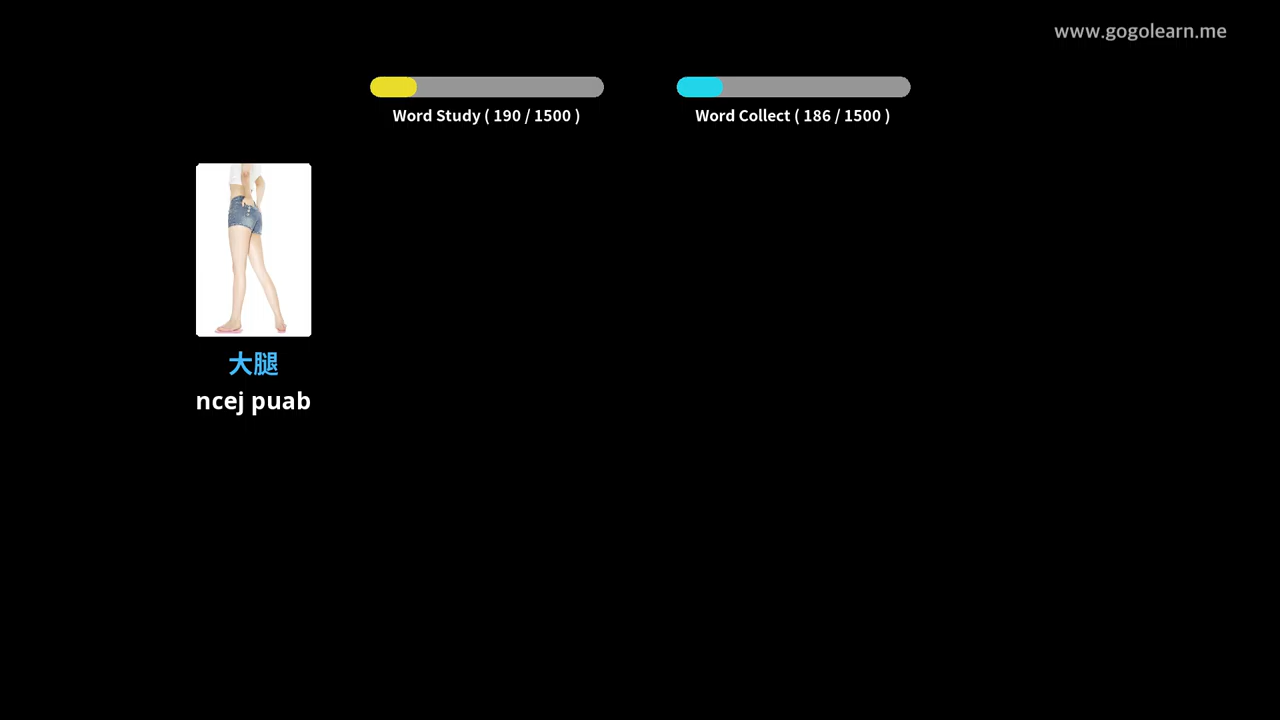 www.gogolearn.me
Word Study ( 190 / 1500 )
Word Collect ( 186 / 1500 )
大腿
ncej puab